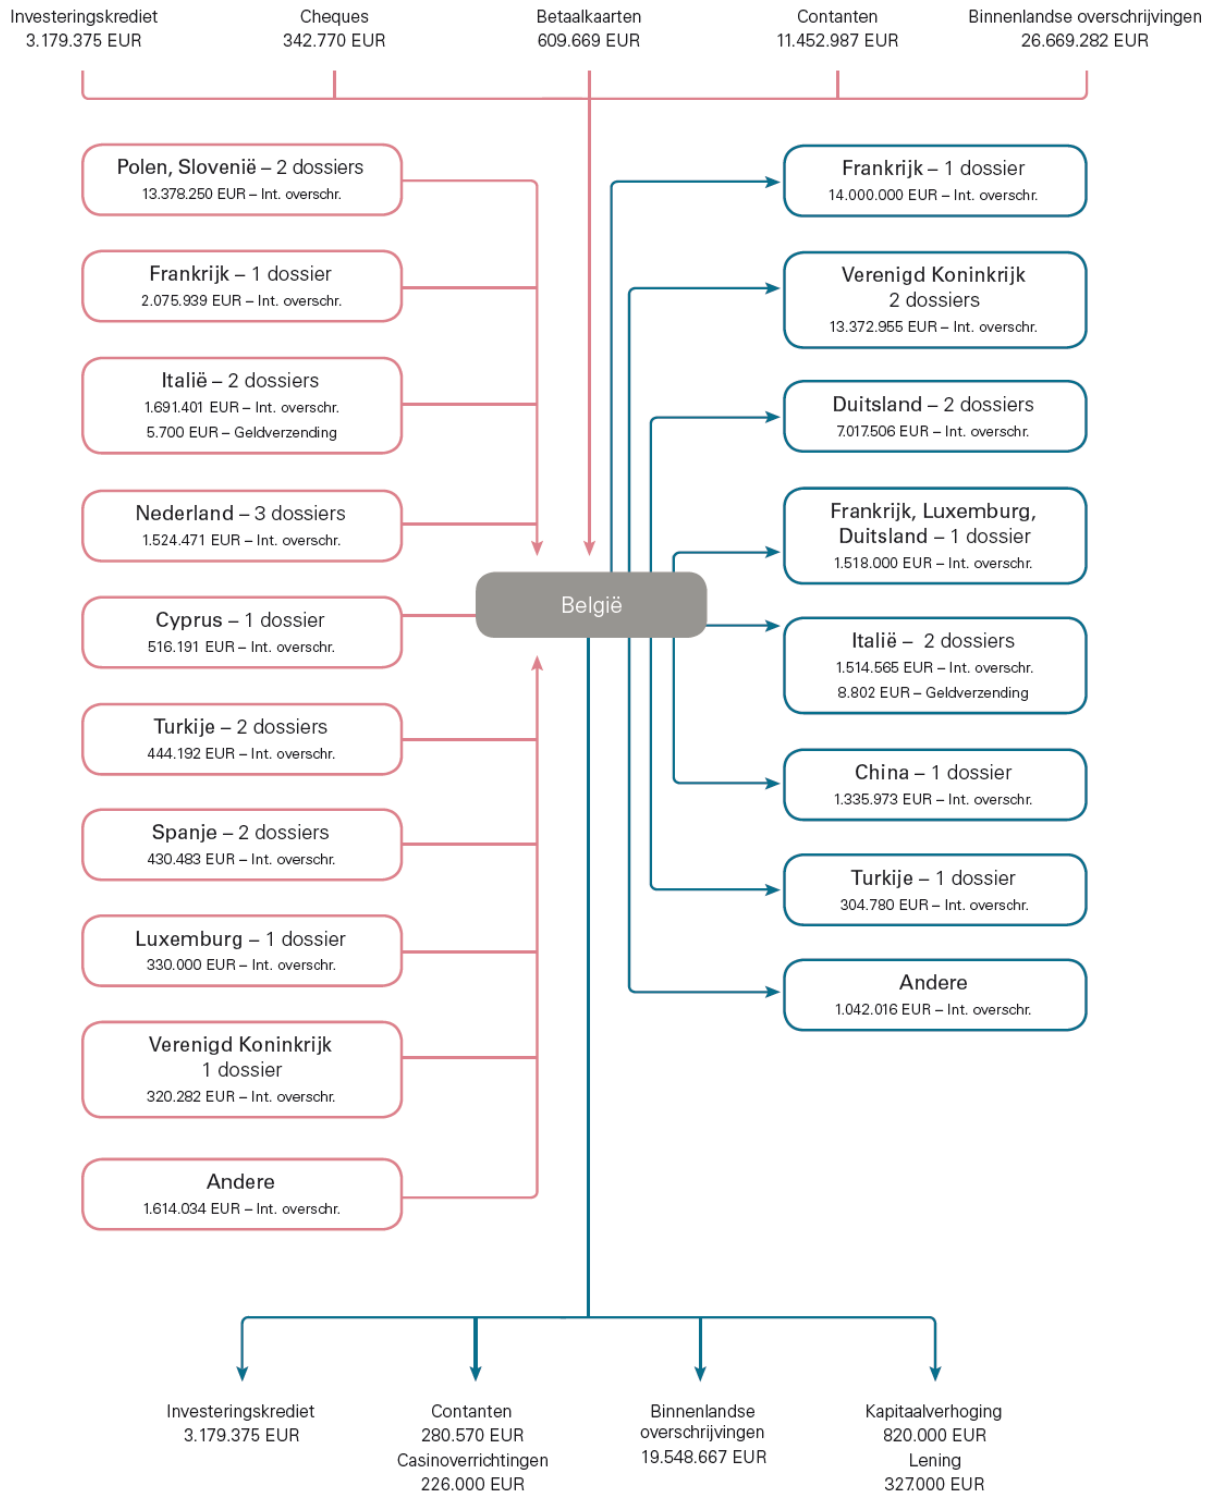 Investeringskrediet
3.179.375 EUR
Cheques
342.770 EUR
Betaalkaarten
609.669 EUR
Contanten
11.452.987 EUR
Binnenlandse overschrijvingen
26.669.282 EUR
Polen, Slovenië – 2 dossiers
13.378.250 EUR – Int. overschr.
Frankrijk – 1 dossier
2.075.939 EUR – Int. overschr.
Italië – 2 dossiers
1.691.401 EUR – Int. overschr.
5.700 EUR – Geldverzending
Nederland – 3 dossiers
1.524.471 EUR – Int. overschr.
Cyprus – 1 dossier
516.191 EUR – Int. overschr.
Turkije – 2 dossiers
444.192 EUR – Int. overschr.
Spanje – 2 dossiers
430.483 EUR – Int. overschr.
Luxemburg – 1 dossier
330.000 EUR – Int. overschr.
Verenigd Koninkrijk
1 dossier
320.282 EUR – Int. overschr.
Andere
1.614.034 EUR – Int. overschr.
België
Frankrijk – 1 dossier
14.000.000 EUR – Int. overschr.
Verenigd Koninkrijk
2 dossiers
13.372.955 EUR – Int. overschr.
Duitsland – 2 dossiers
7.017.506 EUR – Int. overschr.
Frankrijk, Luxemburg,
Duitsland – 1 dossier
1.518.000 EUR – Int. overschr.
Italië – 2 dossiers
1.514.565 EUR – Int. overschr.
8.802 EUR – Geldverzending
China – 1 dossier
1.335.973 EUR – Int. overschr.
Turkije – 1 dossier
304.780 EUR – Int. overschr.
Andere
1.042.016 EUR – Int. overschr.
Investeringskrediet
3.179.375 EUR
Contanten
280.570 EUR
Casinoverrichtingen
226.000 EUR
Binnenlandse
overschrijvingen
19.548.667 EUR
Kapitaalverhoging
820.000 EUR
Lening
327.000 EUR